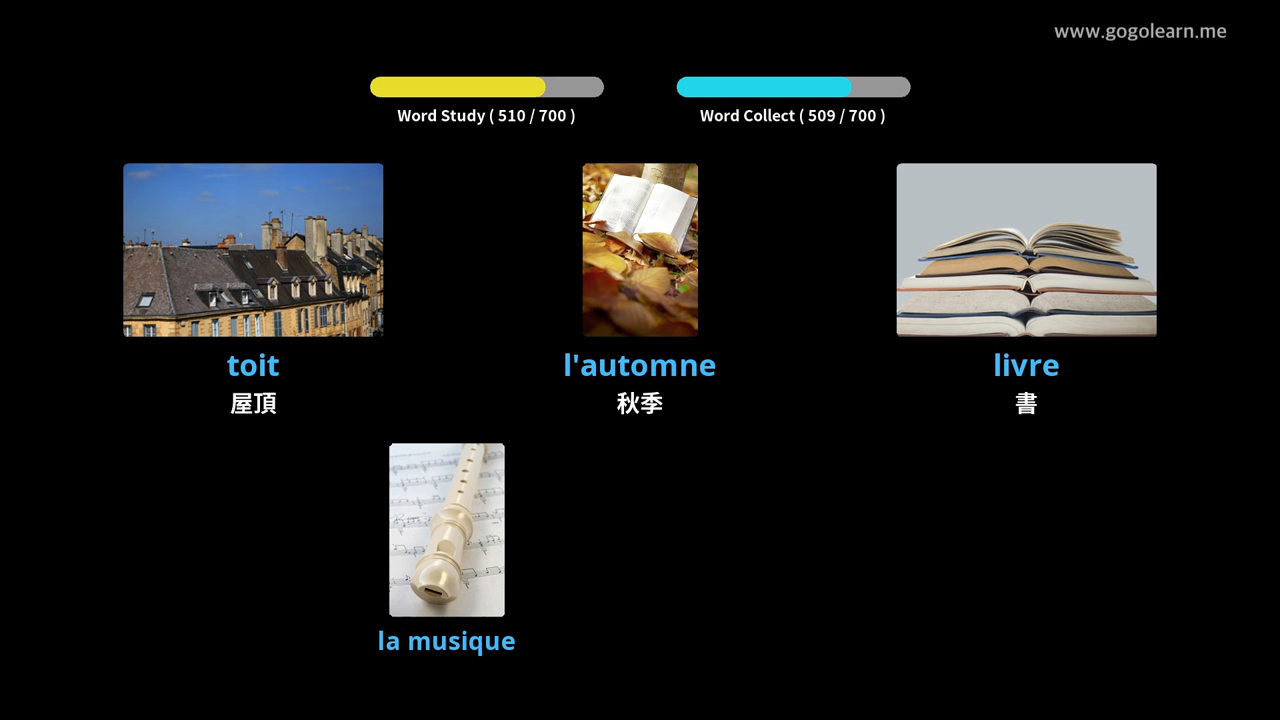 www.gogolearn.me
Word Study ( 510 / 700 )
Word Collect ( 509 / 700 )
toit
屋頂
l'automne
秋季
livre
書
la musique